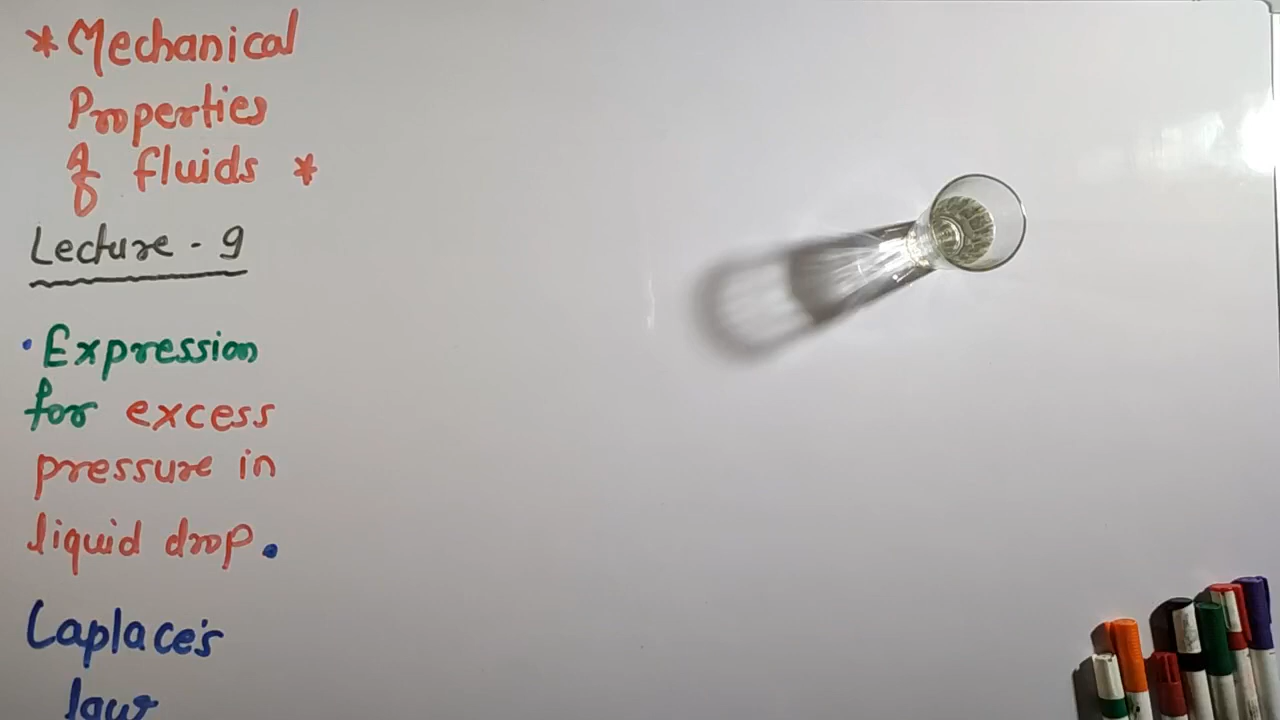 * Mechanical
Properties
of fluids *
Lecture - 9
• Expression
for excess
pressure in
liquid drop.
Laplace's
law